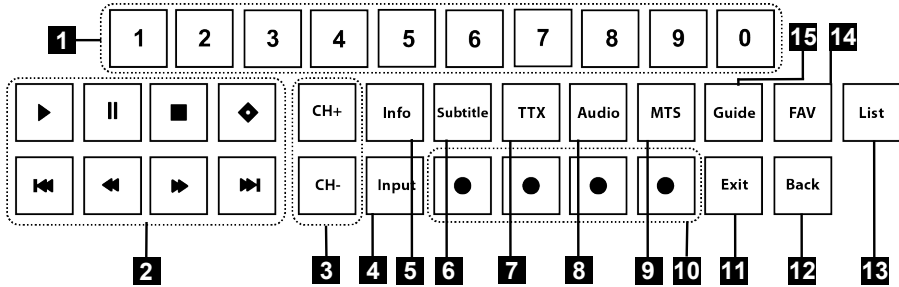 1 1 2 3 4 5 6 7 8 9 0 15 14
CH+ Info Subtitle TTX Audio MTS Guide FAV List
CH- Input Exit Back
2 3 4 5 6 7 8 9 10 11 12 13